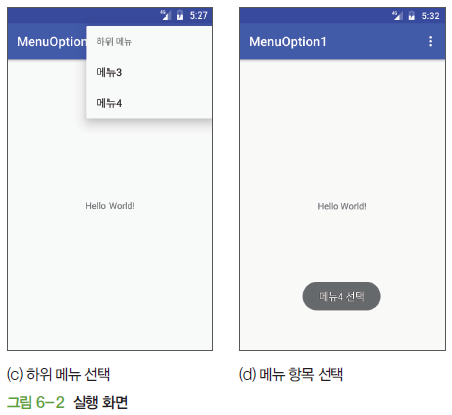 5:27
MenuOption
하위 메뉴
메뉴3
메뉴4
Hello World!
(c) 하위 메뉴 선택
5:32
MenuOption1
Hello World!
메뉴4 선택
(d) 메뉴 항목 선택
그림 6-2 실행 화면